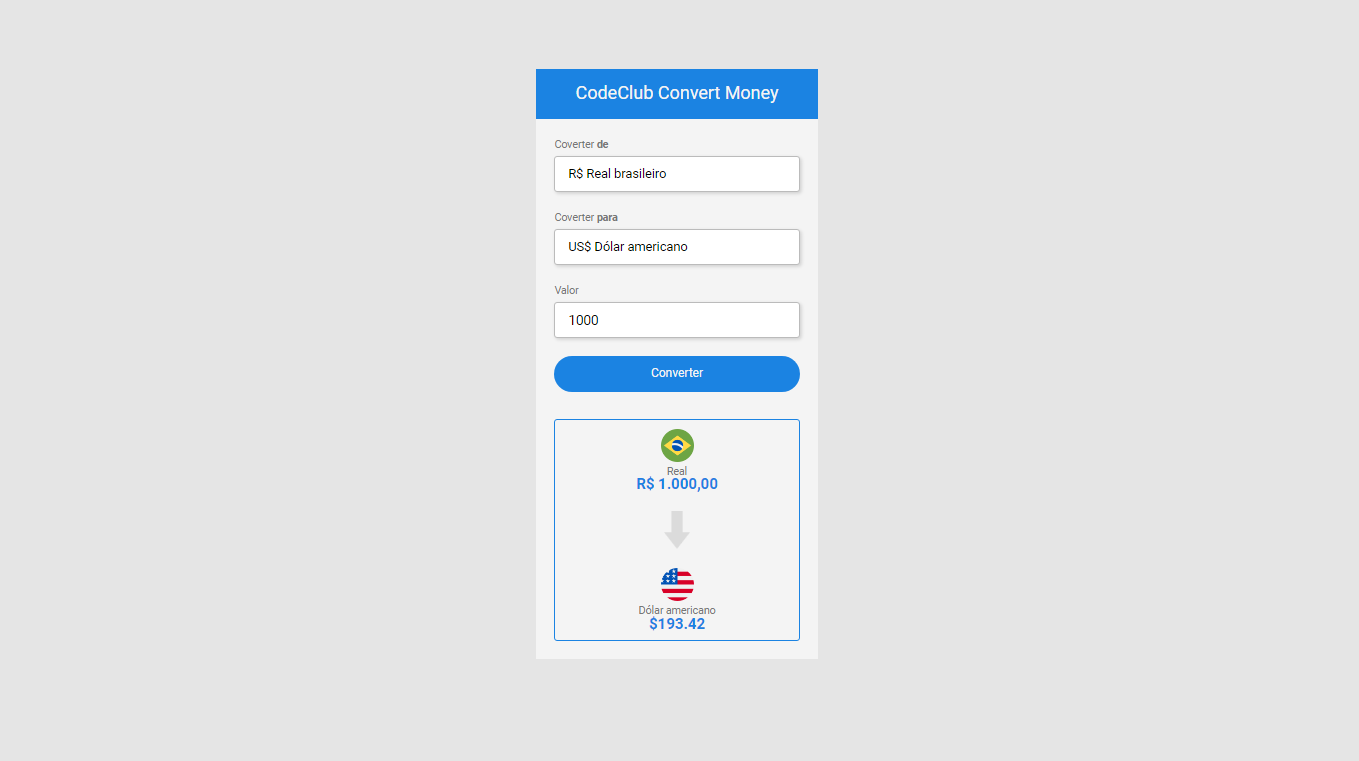 CodeClub Convert Money
Coverter de
R$ Real brasileiro
Coverter para
US$ Dólar americano
Valor
1000
Converter
Real
R$ 1.000,00
Dólar americano
$193.42